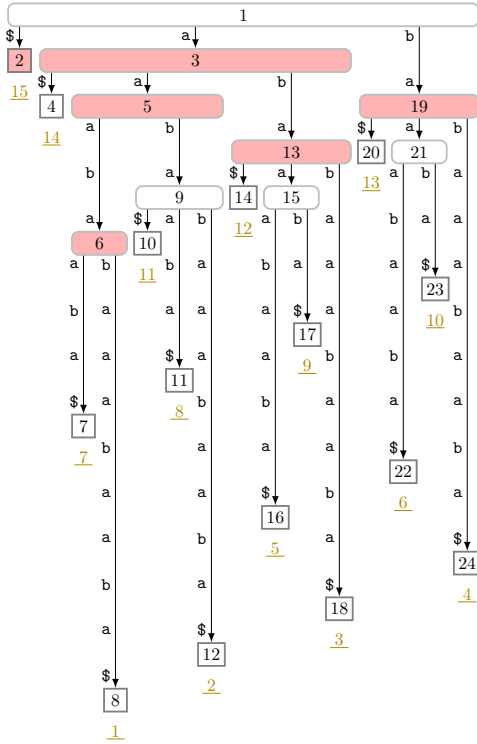 1
$ a b
2 3
$ a b a
15
4 5 19
a b a $ a b
14
13 20 21
b a $ a b a b a
13
9 14 15
a $ a b a b a b a a
12
6 10
a b b a b a a a $ a
11
23
b a a a a $ a a b
10
17
a a $ a a b b a
9
11
$ a b b a a a
8
7
b a a a $ b
7
22
a a $ b a
6
16
a b a $
5
24
b a $
4
18
a $
3
12
$
2
8
1